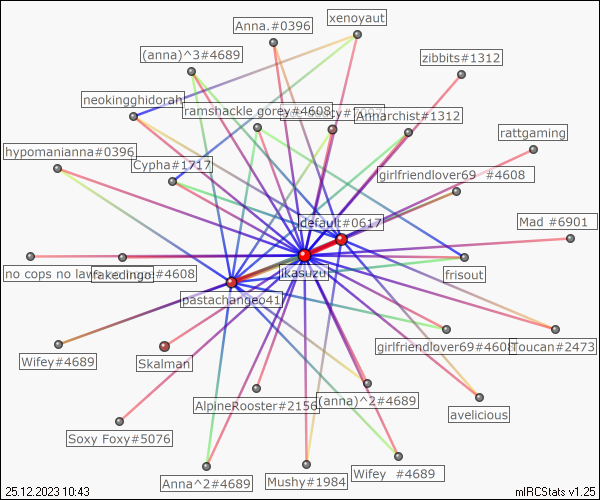 xenoyaut
Anna.#0396
(anna)^3#4689
zibbits#1312
neokingghidorah
ramshackle gorey#4608
Annarchist#1312
rattgaming
hypomanianna#0396
Cypha#1717
girlfriendlover69 #4608
default#0617
Mad #6901
no cops no law
fakedingo
#4608
ikasuzu
frisout
pastachangeo41
Wifey#4689
Skalman
girlfriendlover69#4608
Toucan#2473
AlpineRooster#2156
(anna)^2#4689
avelicious
Soxy Foxy#5076
Anna^2#4689
Mushy#1984
Wifey #4689
25.12.2023 10:43
mIRCStats v1.25